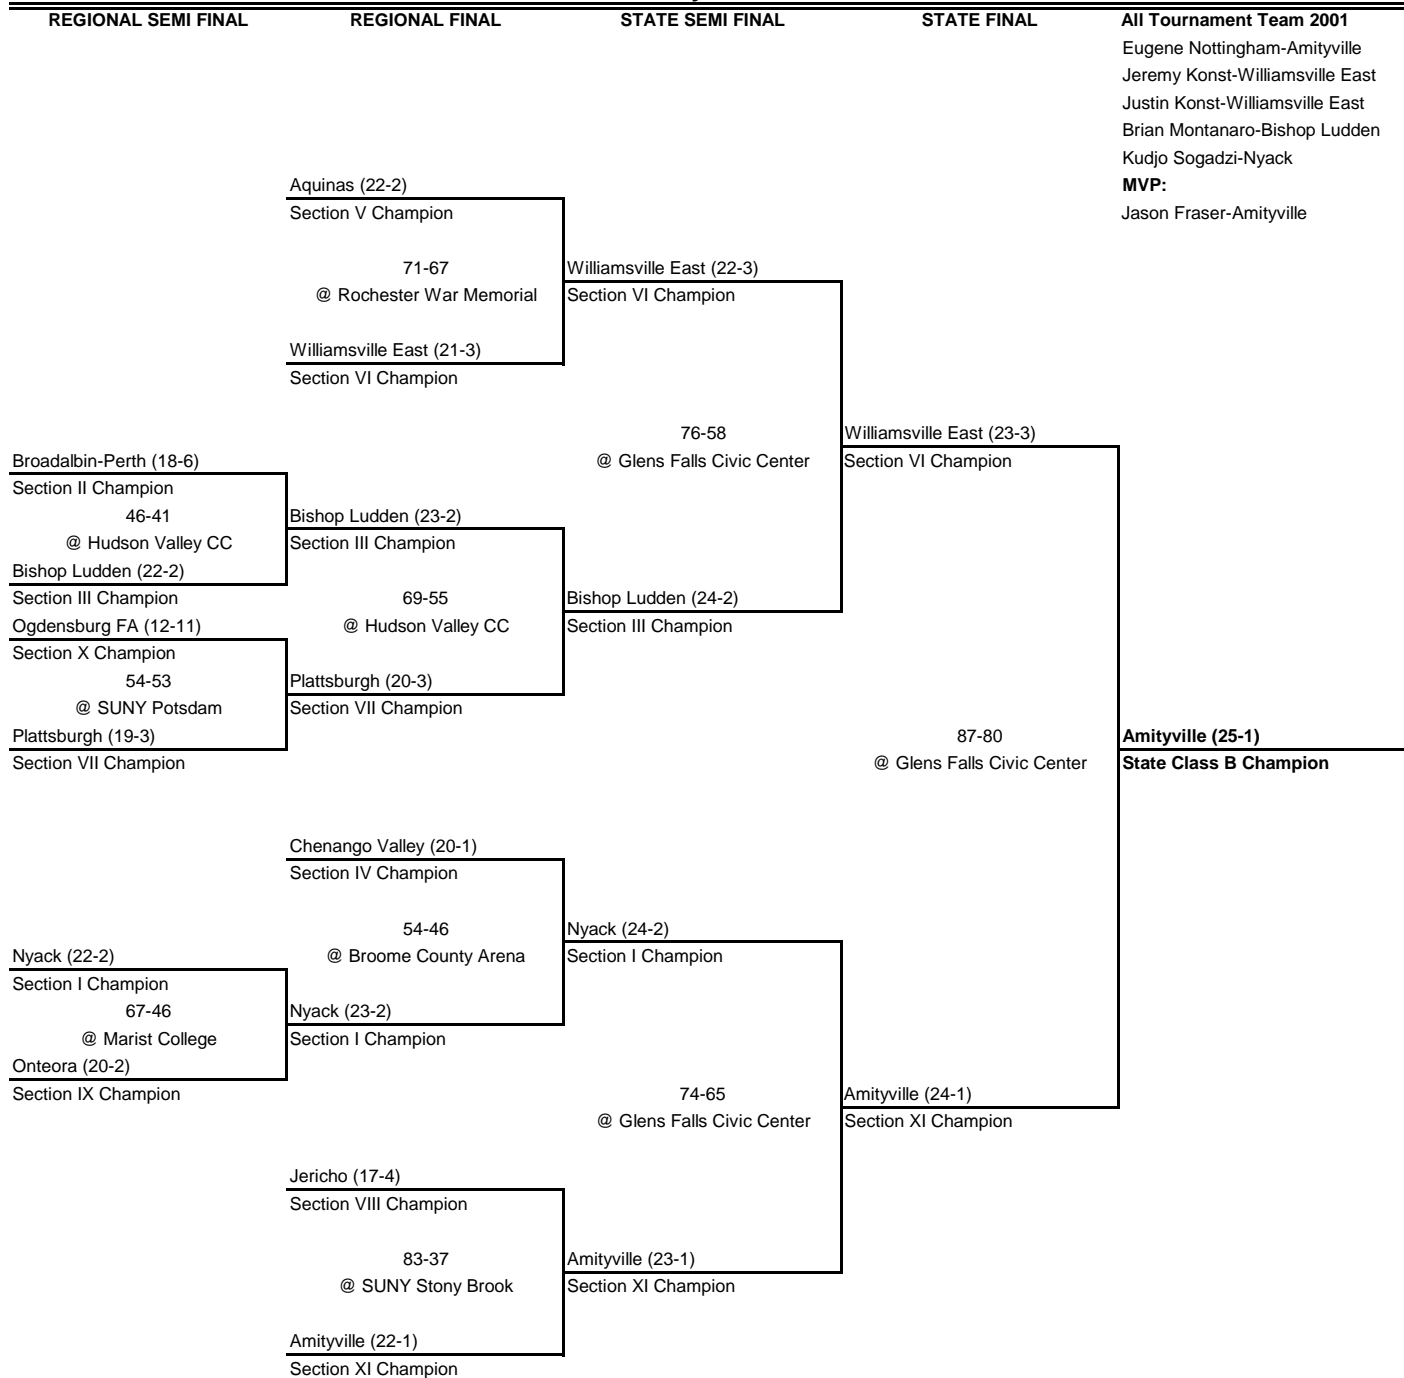 REGIONAL SEMI FINAL REGIONAL FINAL STATE SEMI FINAL STATE FINAL All Tournament Team 2001
Eugene Nottingham-Amityville
Jeremy Konst-Williamsville East
Justin Konst-Williamsville East
Brian Montanaro-Bishop Ludden
Kudjo Sogadzi-Nyack
Aquinas (22-2) MVP:
Section V Champion Jason Fraser-Amityville
71-67 Williamsville East (22-3)
@ Rochester War Memorial Section VI Champion
Williamsville East (21-3)
Section VI Champion
76-58 Williamsville East (23-3)
Broadalbin-Perth (18-6) @ Glens Falls Civic Center Section VI Champion
Section II Champion
46-41 Bishop Ludden (23-2)
@ Hudson Valley CC Section III Champion
Bishop Ludden (22-2)
Section III Champion 69-55 Bishop Ludden (24-2)
Ogdensburg FA (12-11) @ Hudson Valley CC Section III Champion
Section X Champion
54-53 Plattsburgh (20-3)
@ SUNY Potsdam Section VII Champion
Plattsburgh (19-3) 87-80 Amityville (25-1)
Section VII Champion @ Glens Falls Civic Center State Class B Champion
Chenango Valley (20-1)
Section IV Champion
54-46 Nyack (24-2)
Nyack (22-2) @ Broome County Arena Section I Champion
Section I Champion
67-46 Nyack (23-2)
@ Marist College Section I Champion
Onteora (20-2)
Section IX Champion 74-65 Amityville (24-1)
@ Glens Falls Civic Center Section XI Champion
Jericho (17-4)
Section VIII Champion
83-37 Amityville (23-1)
@ SUNY Stony Brook Section XI Champion
Amityville (22-1)
Section XI Champion